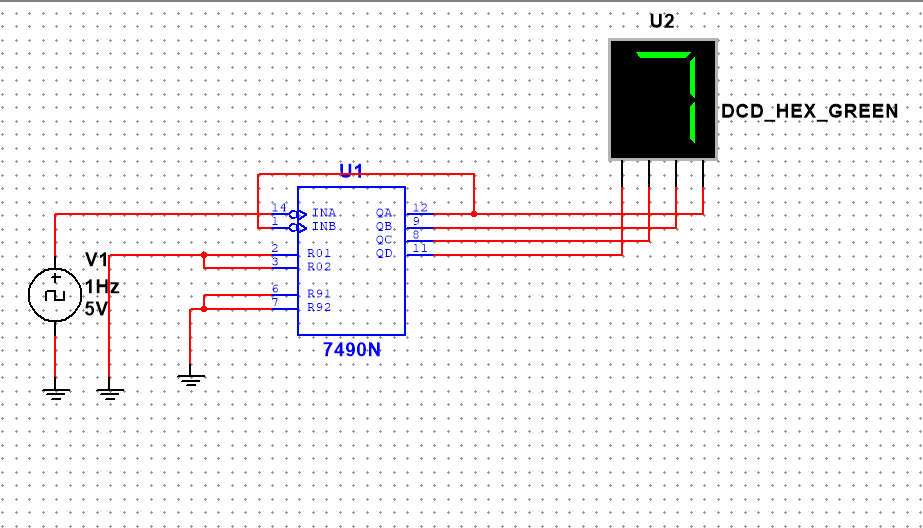 U2
7
DCD_HEX_GREEN
U1
14 INA QA 12
1 INB QB 9
QC 8
2 R01 QD 11
3 R02
6 R91
7 R92
7490N
V1
1Hz
5V